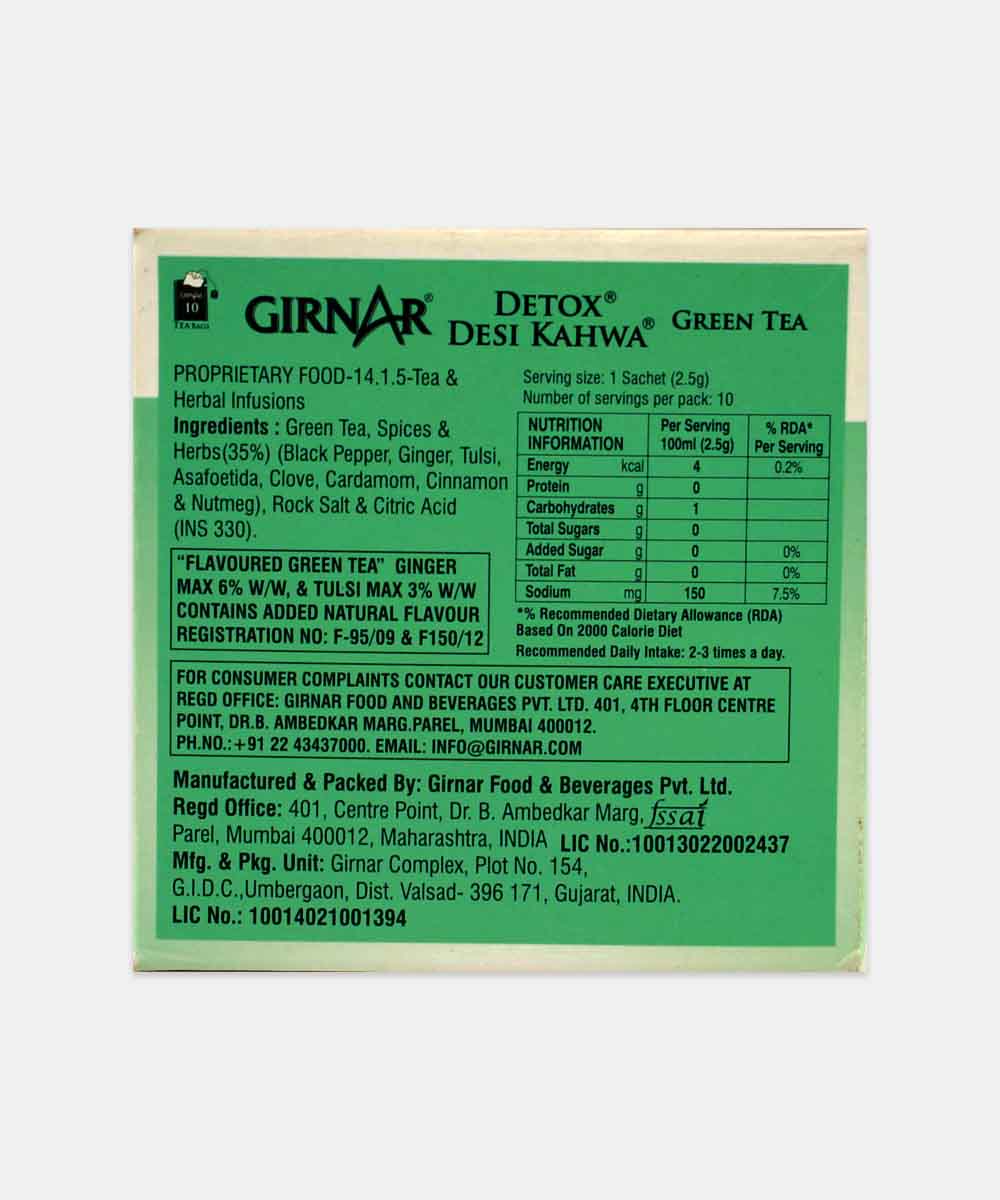 10
TEA BAGS
GIRNAR®
DETOX®
DESI KAHWA®
GREEN TEA
PROPRIETARY FOOD-14.1.5-Tea &
Herbal Infusions
Ingredients : Green Tea, Spices &
Herbs(35%) (Black Pepper, Ginger, Tulsi,
Asafoetida, Clove, Cardamom, Cinnamon
& Nutmeg), Rock Salt & Citric Acid
(INS 330).
"FLAVOURED GREEN TEA" GINGER
MAX 6% W/W, & TULSI MAX 3% W/W
CONTAINS ADDED NATURAL FLAVOUR
REGISTRATION NO: F-95/09 & F150/12
Serving size: 1 Sachet (2.5g)
Number of servings per pack: 10
NUTRITION INFORMATION Per Serving 100ml (2.5g) % RDA* Per Serving
Energy kcal 4 0.2%
Protein g 0
Carbohydrates g 1
Total Sugars g 0
Added Sugar g 0 0%
Total Fat g 0 0%
Sodium mg 150 7.5%
*% Recommended Dietary Allowance (RDA)
Based On 2000 Calorie Diet
Recommended Daily Intake: 2-3 times a day.
FOR CONSUMER COMPLAINTS CONTACT OUR CUSTOMER CARE EXECUTIVE AT
REGD OFFICE: GIRNAR FOOD AND BEVERAGES PVT. LTD. 401, 4TH FLOOR CENTRE
POINT, DR.B. AMBEDKAR MARG.PAREL, MUMBAI 400012.
PH.NO.:+91 22 43437000. EMAIL: INFO@GIRNAR.COM
Manufactured & Packed By: Girnar Food & Beverages Pvt. Ltd.
Regd Office: 401, Centre Point, Dr. B. Ambedkar Marg, fssai
Parel, Mumbai 400012, Maharashtra, INDIA LIC No.:10013022002437
Mfg. & Pkg. Unit: Girnar Complex, Plot No. 154,
G.I.D.C.,Umbergaon, Dist. Valsad- 396 171, Gujarat, INDIA.
LIC No.: 10014021001394